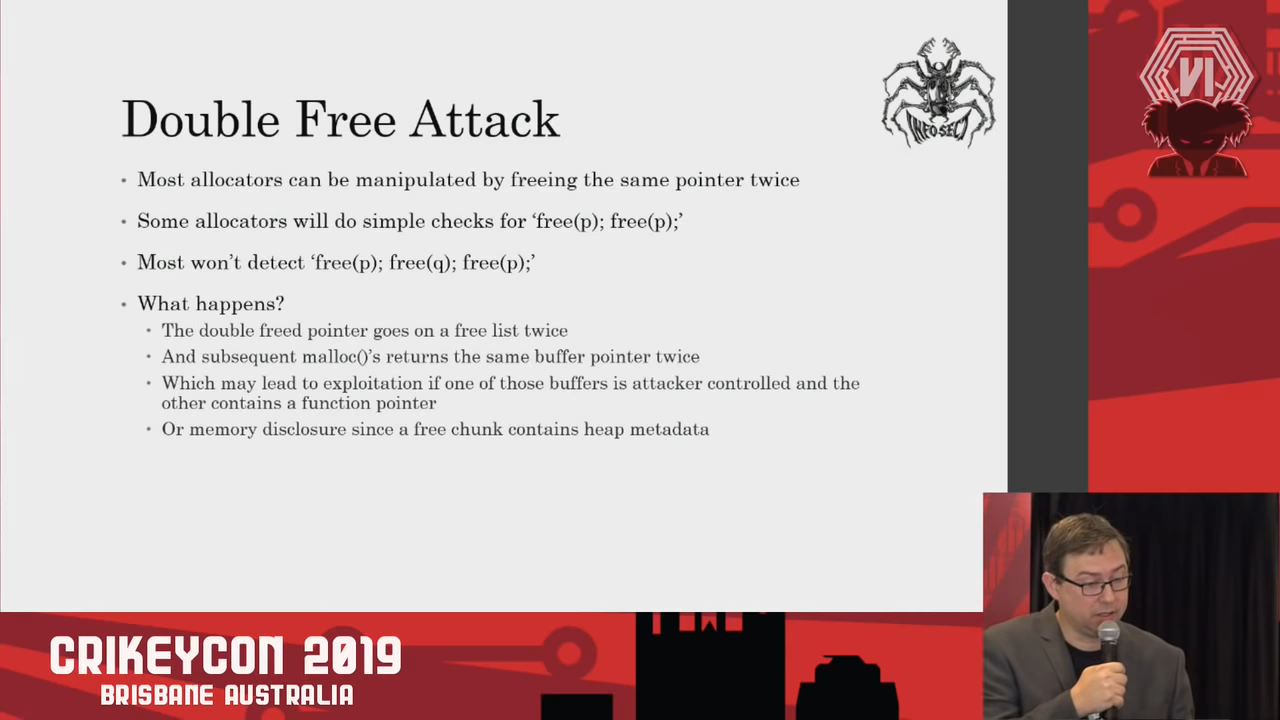 Double Free Attack
INFOSECT
VI
• Most allocators can be manipulated by freeing the same pointer twice
• Some allocators will do simple checks for ‘free(p); free(p);’
• Most won’t detect ‘free(p); free(q); free(p);’
• What happens?
• The double freed pointer goes on a free list twice
• And subsequent malloc()’s returns the same buffer pointer twice
• Which may lead to exploitation if one of those buffers is attacker controlled and the
other contains a function pointer
• Or memory disclosure since a free chunk contains heap metadata
CRIKEYCON 2019
BRISBANE AUSTRALIA